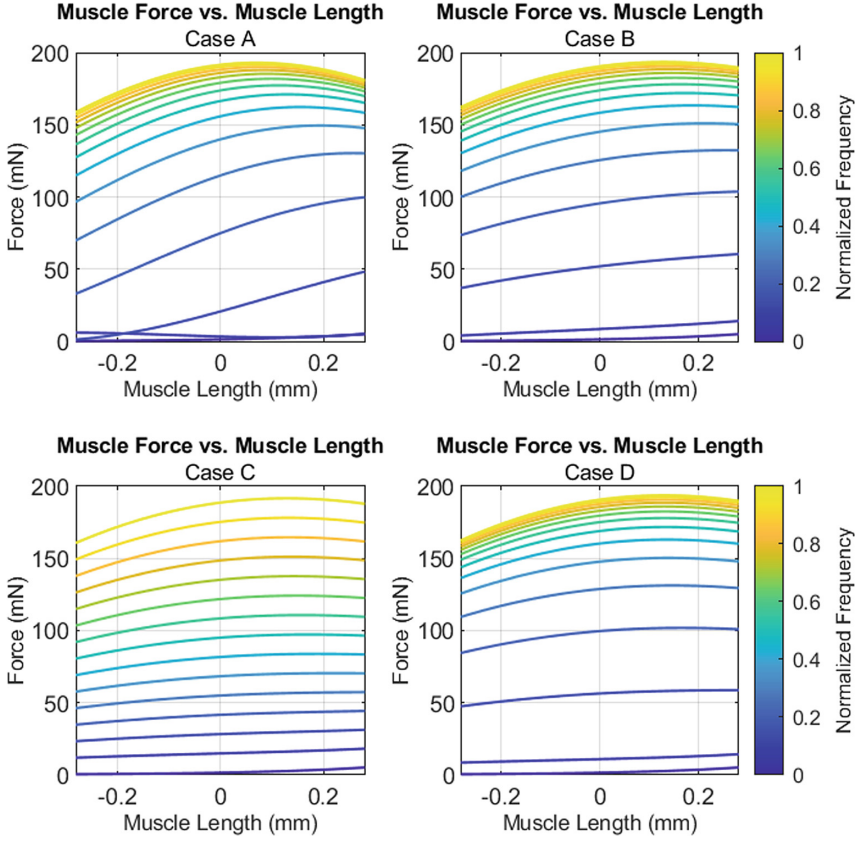 Muscle Force vs. Muscle Length
Case A
200
150
100
50
0
Force (mN)
-0.2
0
0.2
Muscle Length (mm)
Muscle Force vs. Muscle Length
Case B
200
150
100
50
0
Force (mN)
-0.2
0
0.2
Muscle Length (mm)
1
0.8
0.6
0.4
0.2
0
Normalized Frequency
Muscle Force vs. Muscle Length
Case C
200
150
100
50
0
Force (mN)
-0.2
0
0.2
Muscle Length (mm)
Muscle Force vs. Muscle Length
Case D
200
150
100
50
0
Force (mN)
-0.2
0
0.2
Muscle Length (mm)
1
0.8
0.6
0.4
0.2
0
Normalized Frequency